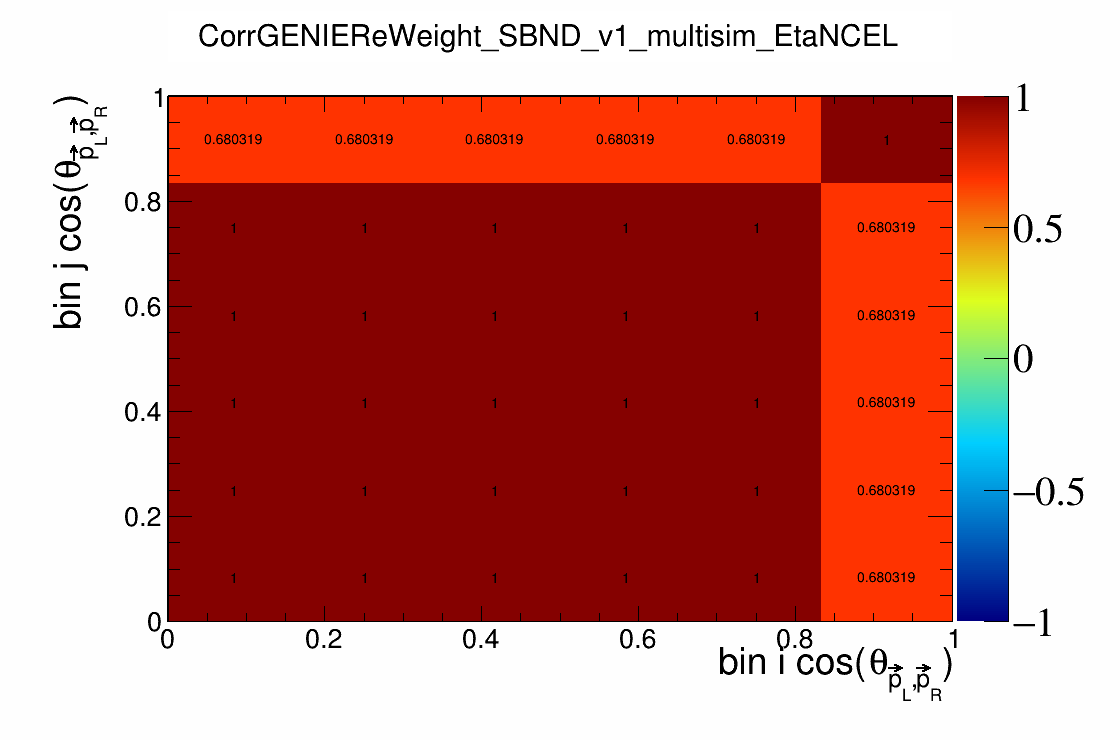 CorrGENIEReWeight_SBND_v1_multisim_EtaNCEL
bin j cos(θ p⃗L,p⃗R)
1
0.8
0.6
0.4
0.2
0
0.680319 0.680319 0.680319 0.680319 0.680319 1
1 1 1 1 1 0.680319
1 1 1 1 1 0.680319
1 1 1 1 1 0.680319
1 1 1 1 1 0.680319
1 1 1 1 1 0.680319
0 0.2 0.4 0.6 0.8 1
bin i cos(θ p⃗L,p⃗R)
1
0.5
0
−0.5
−1